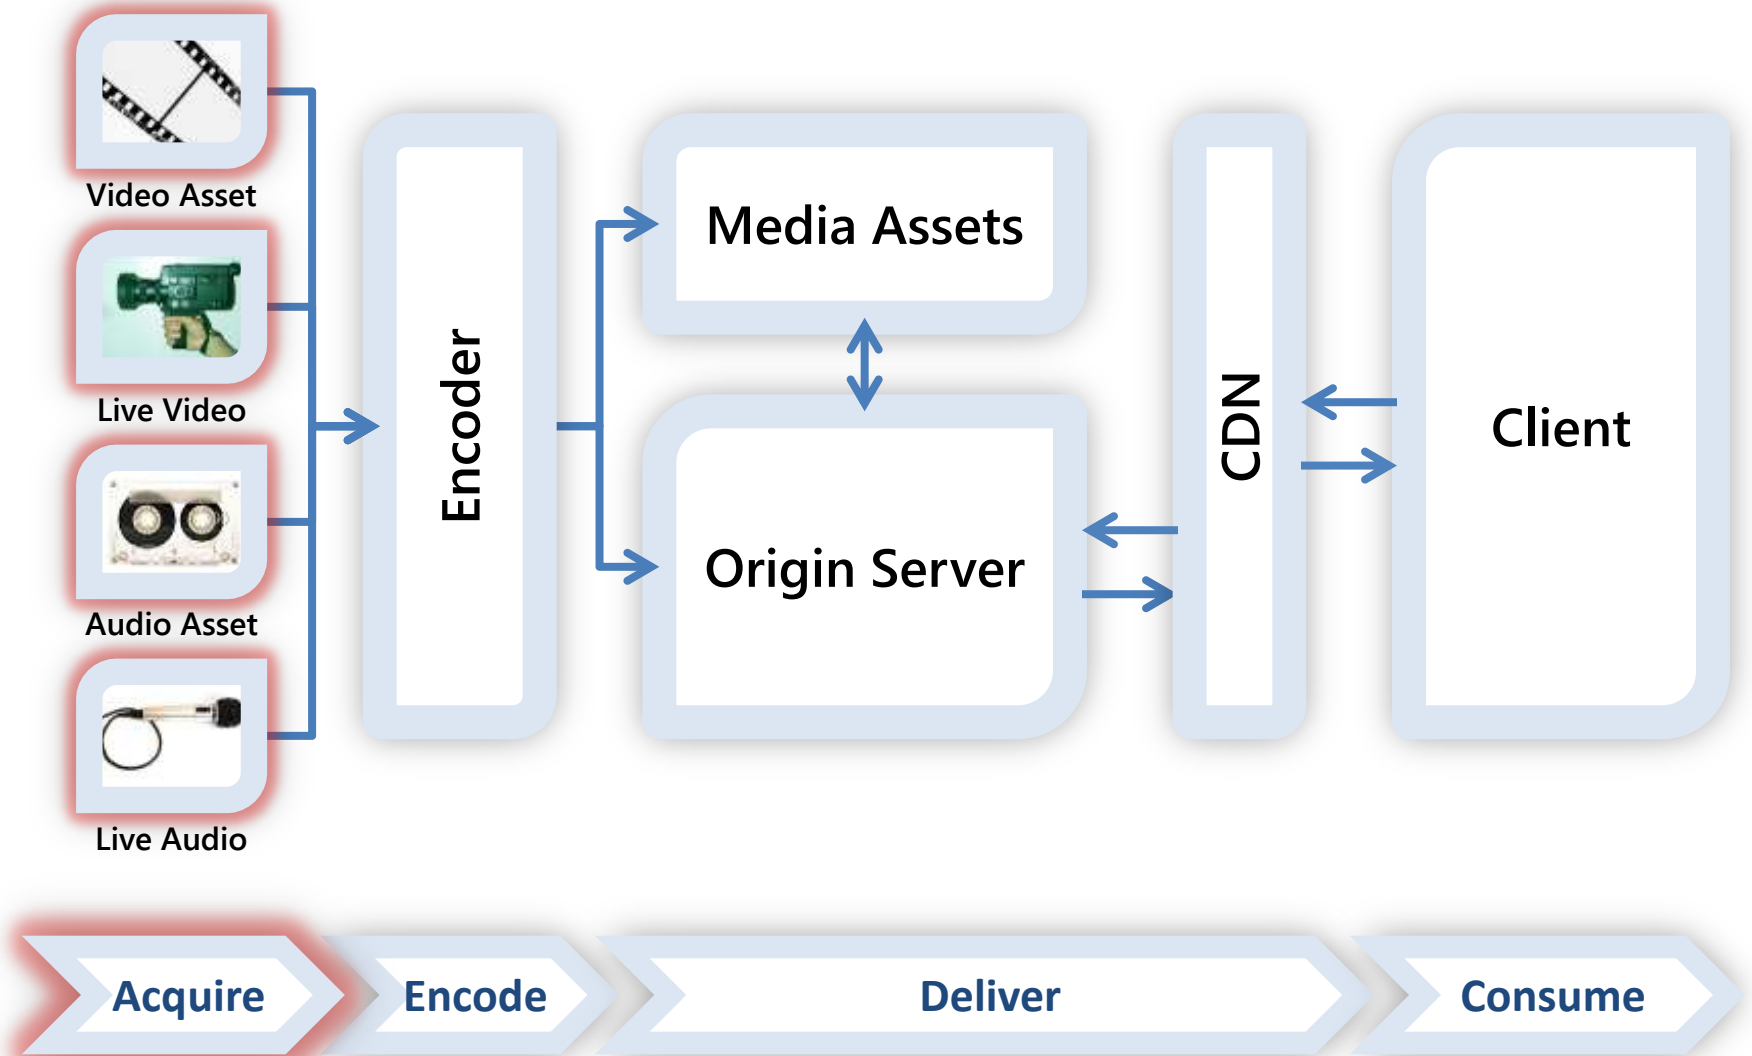 Video Asset
Live Video
Audio Asset
Live Audio
Encoder
Media Assets
Origin Server
CDN
Client
Acquire
Encode
Deliver
Consume